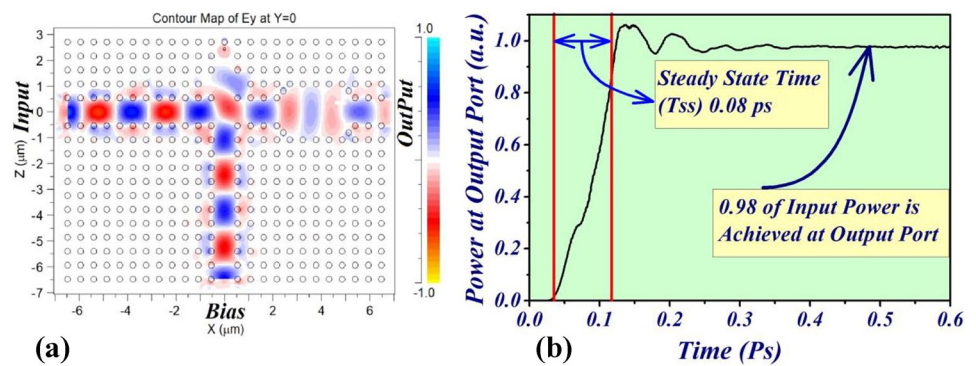 Contour Map of Ey at Y=0
3
2
1
0
-1
-2
-3
-4
-5
-6
-7
Z (μm)
Input
-6
-4
-2
0
2
4
6
Bias
X (μm)
OutPut
1.0
-1.0
(a)
Power at Output Port (a.u.)
1.0
0.8
0.6
0.4
0.2
0.0
Steady State Time
(Tss) 0.08 ps
0.98 of Input Power is
Achieved at Output Port
0.0
0.1
0.2
0.3
0.4
0.5
0.6
Time (Ps)
(b)